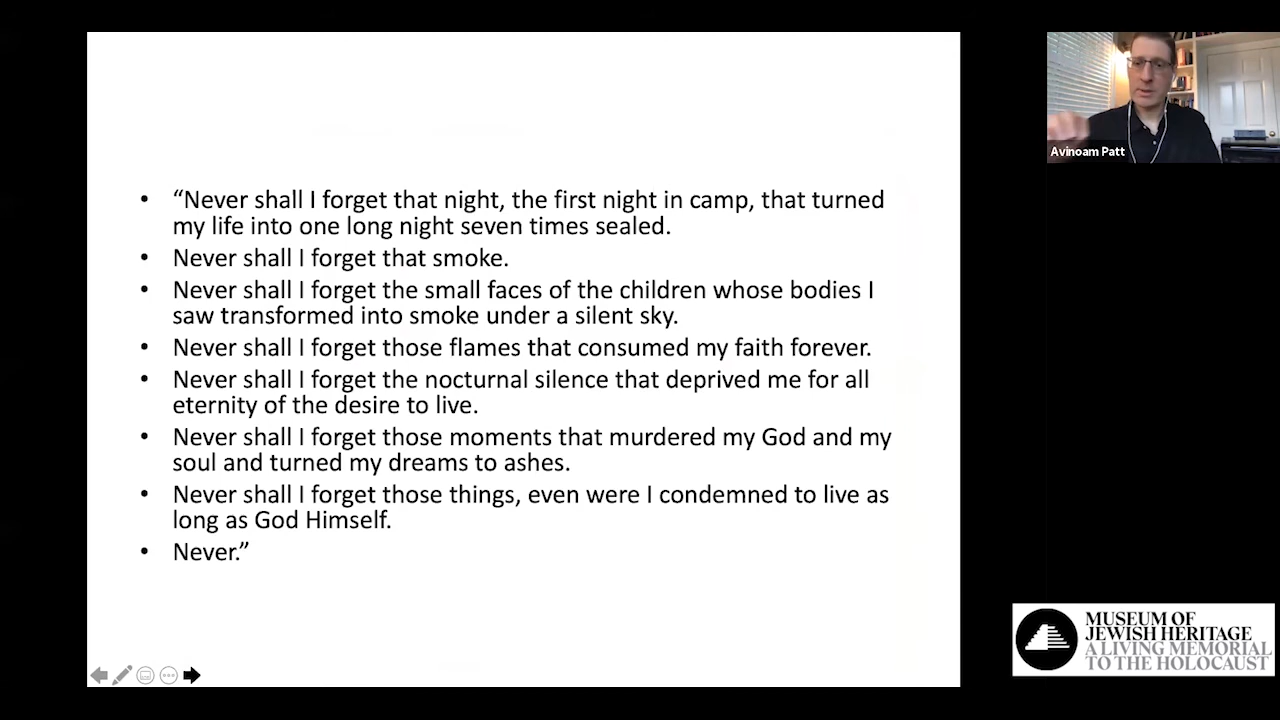 • “Never shall I forget that night, the first night in camp, that turned
my life into one long night seven times sealed.
• Never shall I forget that smoke.
• Never shall I forget the small faces of the children whose bodies I
saw transformed into smoke under a silent sky.
• Never shall I forget those flames that consumed my faith forever.
• Never shall I forget the nocturnal silence that deprived me for all
eternity of the desire to live.
• Never shall I forget those moments that murdered my God and my
soul and turned my dreams to ashes.
• Never shall I forget those things, even were I condemned to live as
long as God Himself.
• Never.”
Avinoam Patt
MUSEUM OF
JEWISH HERITAGE
A LIVING MEMORIAL
TO THE HOLOCAUST